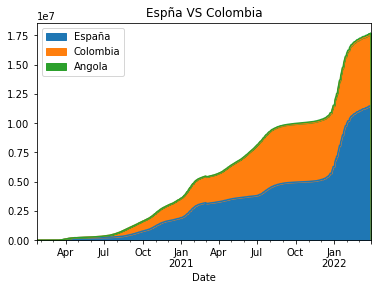 Espña VS Colombia
1e7
España
Colombia
Angola
1.75
1.50
1.25
1.00
0.75
0.50
0.25
0.00
Apr Jul Oct Jan Apr Jul Oct Jan
2021 2022
Date